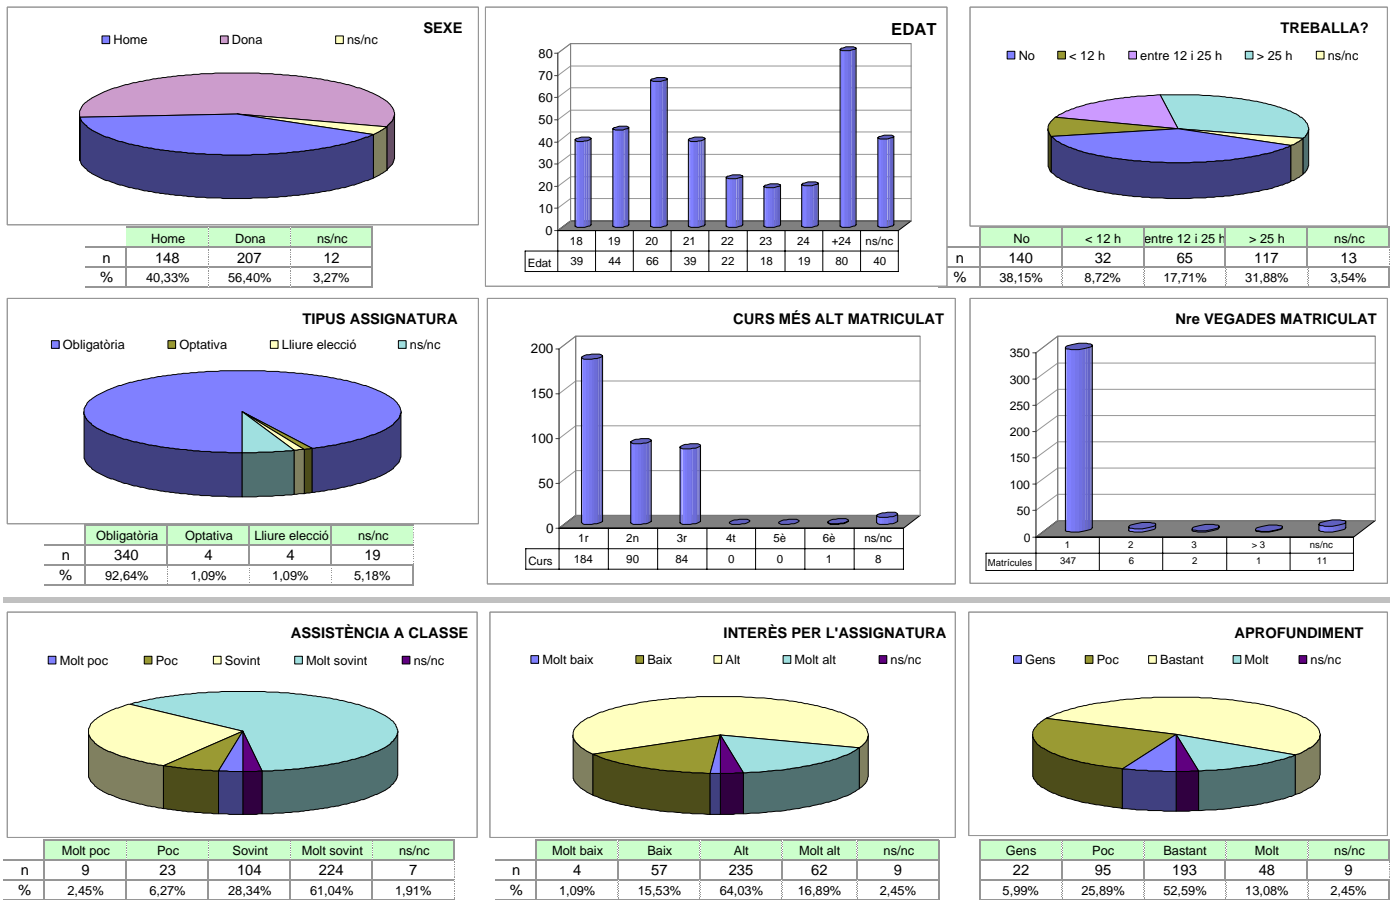 SEXE
Home Dona ns/nc
Home Dona ns/nc
n 148 207 12
% 40,33% 56,40% 3,27%
EDAT
80
70
60
50
40
30
20
10
0
18 19 20 21 22 23 24 +24 ns/nc
Edat 39 44 66 39 22 18 19 80 40
TREBALLA?
No < 12 h entre 12 i 25 h > 25 h ns/nc
No < 12 h entre 12 i 25 h > 25 h ns/nc
n 140 32 65 117 13
% 38,15% 8,72% 17,71% 31,88% 3,54%
TIPUS ASSIGNATURA
Obligatòria Optativa Lliure elecció ns/nc
Obligatòria Optativa Lliure elecció ns/nc
n 340 4 4 19
% 92,64% 1,09% 1,09% 5,18%
CURS MÉS ALT MATRICULAT
200
150
100
50
0
1r 2n 3r 4t 5è 6è ns/nc
Curs 184 90 84 0 0 1 8
Nre VEGADES MATRICULAT
350
300
250
200
150
100
50
0
1 2 3 > 3 ns/nc
Matrícules 347 6 2 1 11
ASSISTÈNCIA A CLASSE
Molt poc Poc Sovint Molt sovint ns/nc
Molt poc Poc Sovint Molt sovint ns/nc
n 9 23 104 224 7
% 2,45% 6,27% 28,34% 61,04% 1,91%
INTERÈS PER L'ASSIGNATURA
Molt baix Baix Alt Molt alt ns/nc
Molt baix Baix Alt Molt alt ns/nc
n 4 57 235 62 9
% 1,09% 15,53% 64,03% 16,89% 2,45%
APROFUNDIMENT
Gens Poc Bastant Molt ns/nc
Gens Poc Bastant Molt ns/nc
22 95 193 48 9
5,99% 25,89% 52,59% 13,08% 2,45%